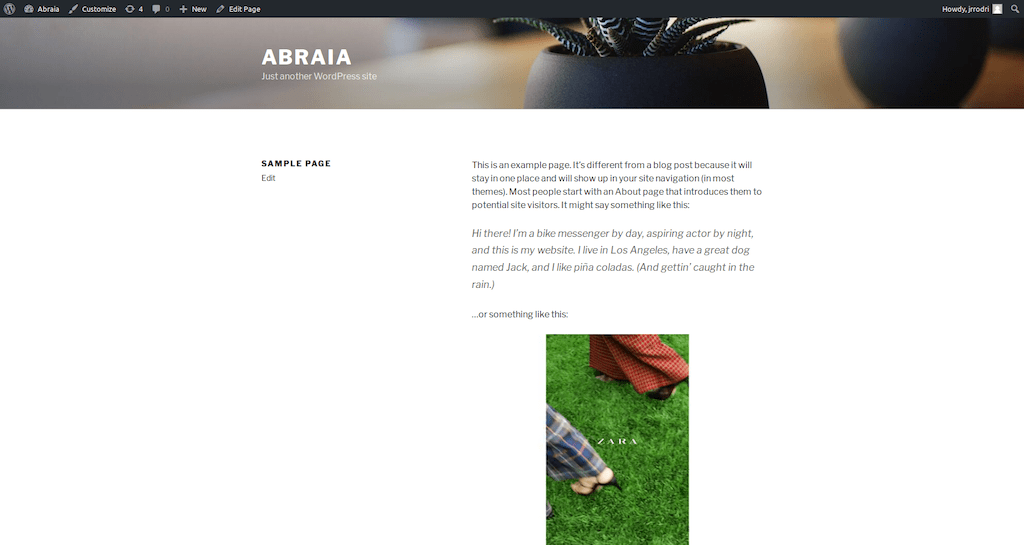 Abraia Customize 4 0 New Edit Page Howdy, jrrodri
ABRAIA
Just another WordPress site
SAMPLE PAGE
Edit
This is an example page. It's different from a blog post because it will
stay in one place and will show up in your site navigation (in most
themes). Most people start with an About page that introduces them to
potential site visitors. It might say something like this:
Hi there! I'm a bike messenger by day, aspiring actor by night,
and this is my website. I live in Los Angeles, have a great dog
named Jack, and I like piña coladas. (And gettin' caught in the
rain.)
...or something like this:
ZARA